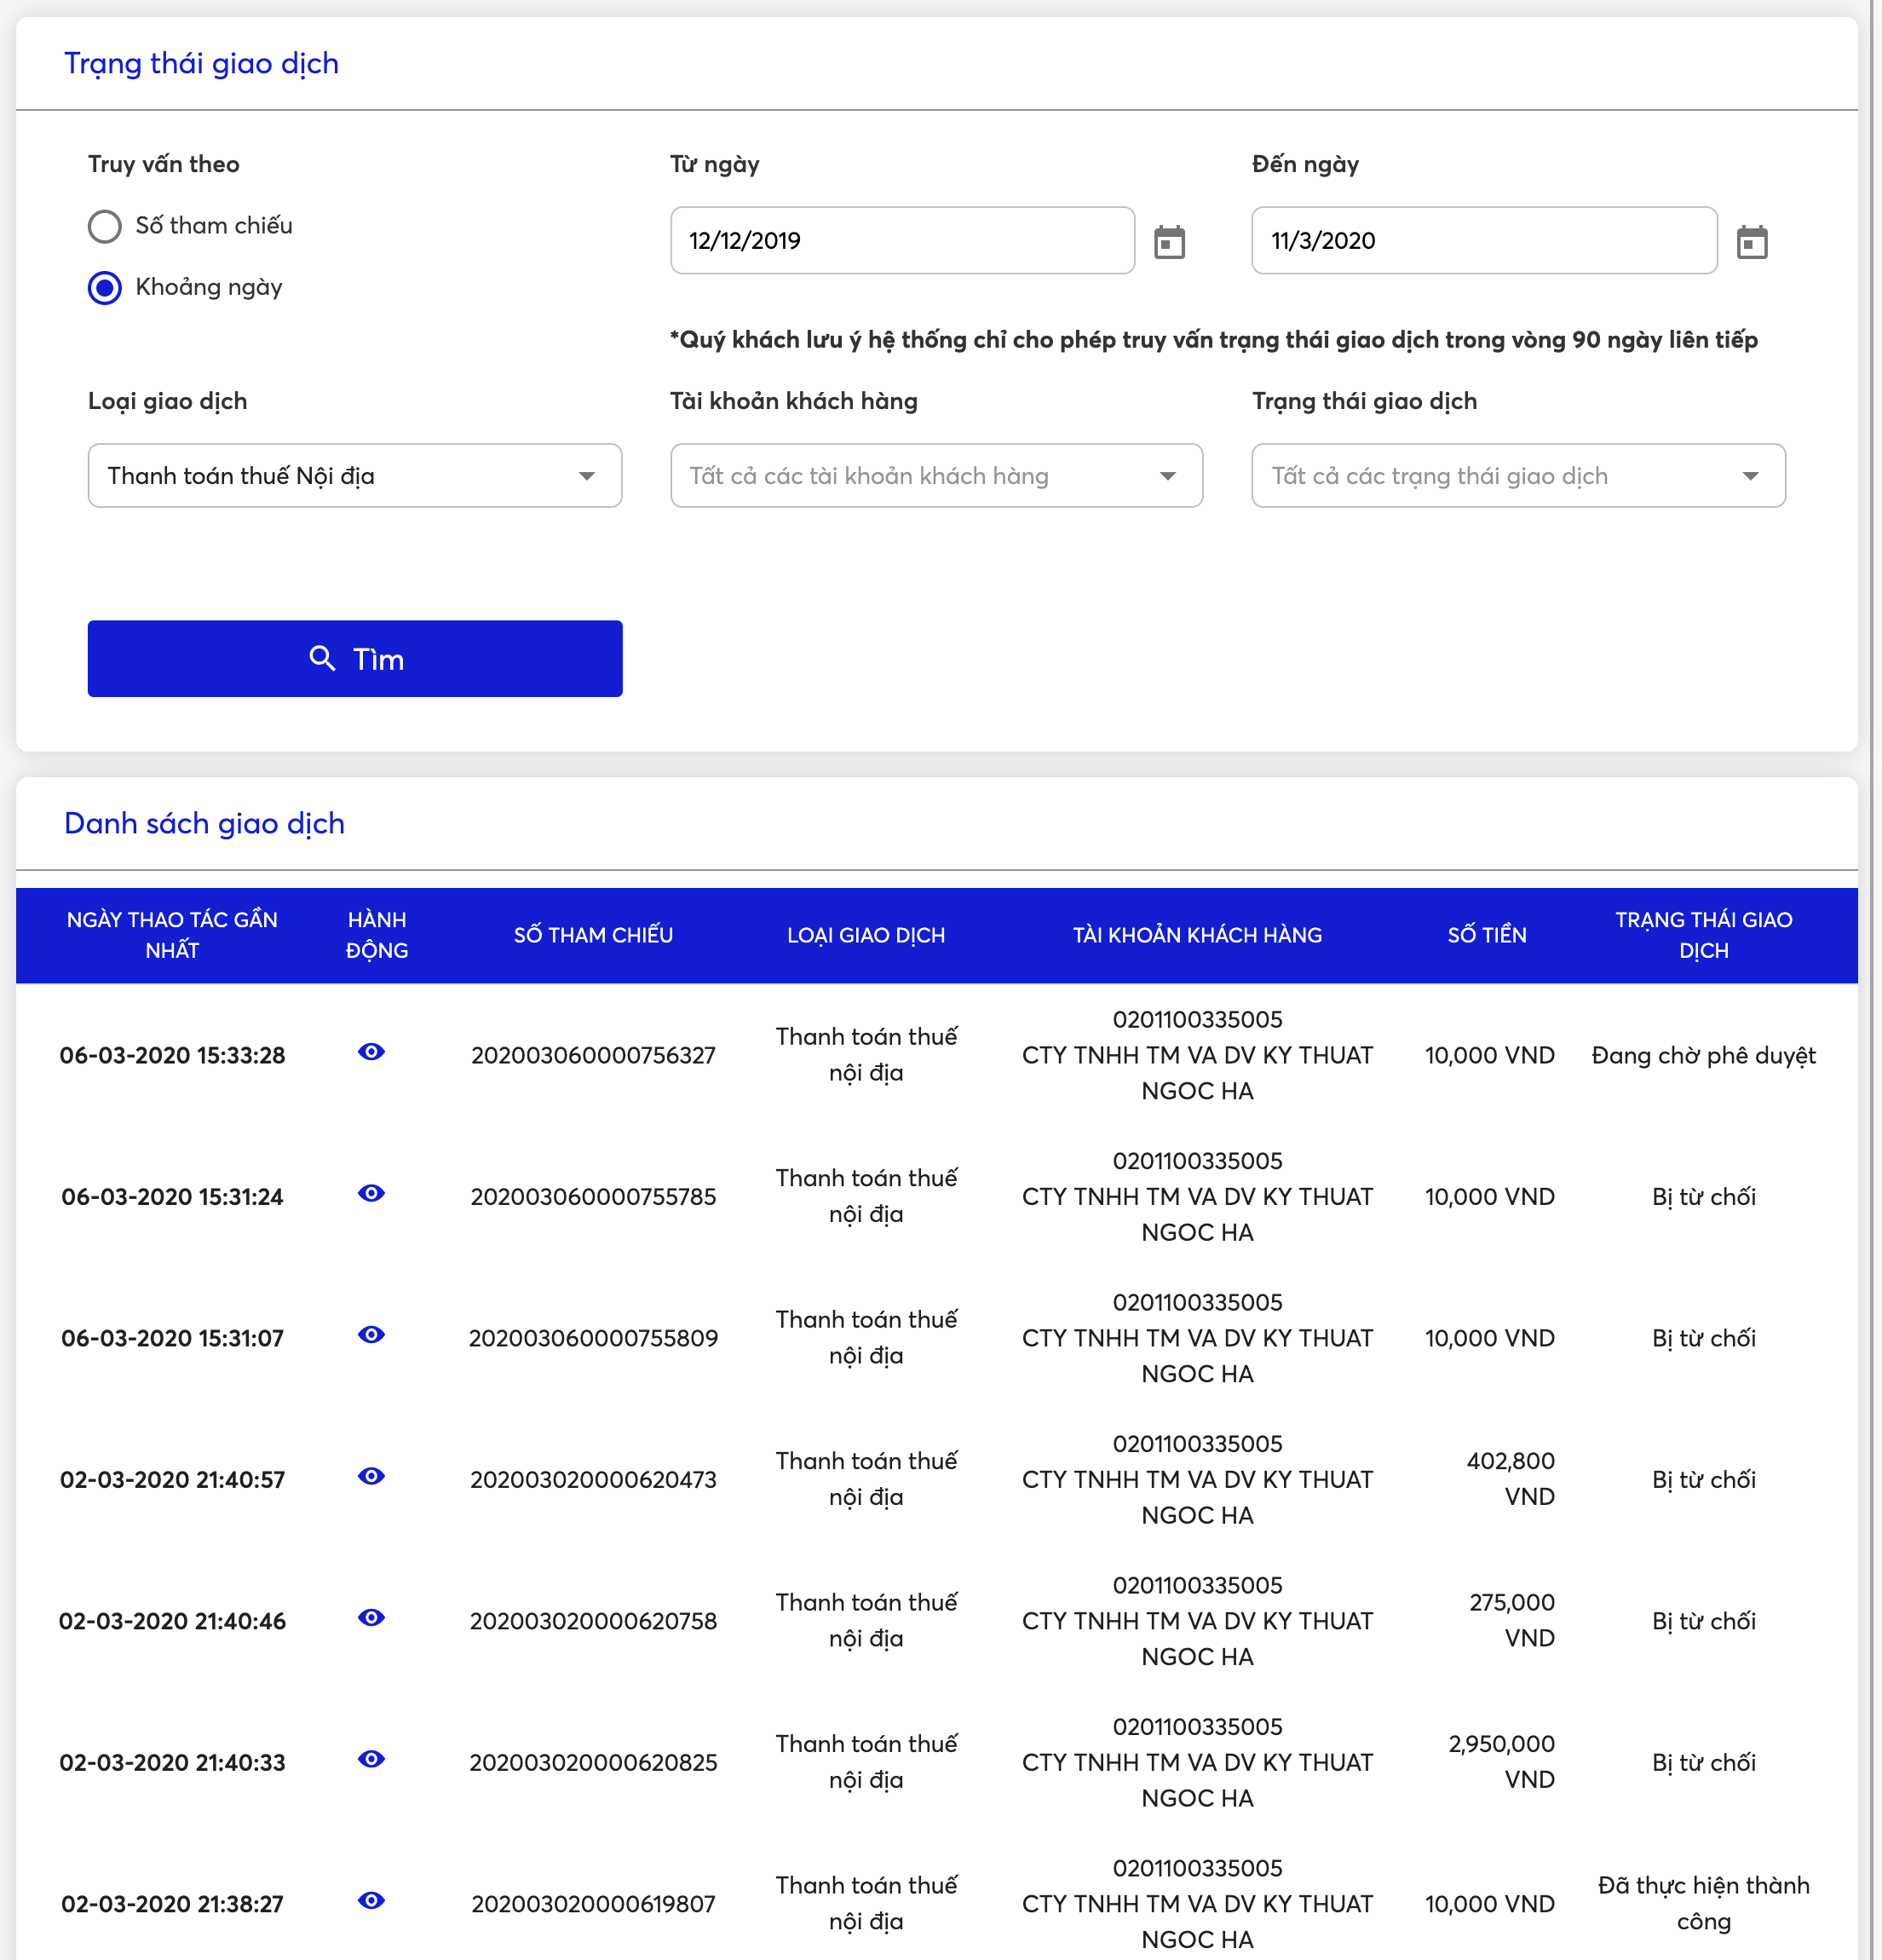 Trạng thái giao dịch
Truy vấn theo
Từ ngày
Đến ngày
Số tham chiếu
12/12/2019
11/3/2020
Khoảng ngày
*Quý khách lưu ý hệ thống chỉ cho phép truy vấn trạng thái giao dịch trong vòng 90 ngày liên tiếp
Loại giao dịch
Tài khoản khách hàng
Trạng thái giao dịch
Thanh toán thuế Nội địa
Tất cả các tài khoản khách hàng
Tất cả các trạng thái giao dịch
Tìm
Danh sách giao dịch
NGÀY THAO TÁC GẦN
NHẤT
HÀNH
ĐỘNG
SỐ THAM CHIẾU
LOẠI GIAO DỊCH
TÀI KHOẢN KHÁCH HÀNG
SỐ TIỀN
TRẠNG THÁI GIAO
DỊCH
06-03-2020 15:33:28
202003060000756327
Thanh toán thuế
nội địa
0201100335005
CTY TNHH TM VA DV KY THUAT
NGOC HA
10,000 VND
Đang chờ phê duyệt
06-03-2020 15:31:24
202003060000755785
Thanh toán thuế
nội địa
0201100335005
CTY TNHH TM VA DV KY THUAT
NGOC HA
10,000 VND
Bị từ chối
06-03-2020 15:31:07
202003060000755809
Thanh toán thuế
nội địa
0201100335005
CTY TNHH TM VA DV KY THUAT
NGOC HA
10,000 VND
Bị từ chối
02-03-2020 21:40:57
202003020000620473
Thanh toán thuế
nội địa
0201100335005
CTY TNHH TM VA DV KY THUAT
NGOC HA
402,800
VND
Bị từ chối
02-03-2020 21:40:46
202003020000620758
Thanh toán thuế
nội địa
0201100335005
CTY TNHH TM VA DV KY THUAT
NGOC HA
275,000
VND
Bị từ chối
02-03-2020 21:40:33
202003020000620825
Thanh toán thuế
nội địa
0201100335005
CTY TNHH TM VA DV KY THUAT
NGOC HA
2,950,000
VND
Bị từ chối
02-03-2020 21:38:27
202003020000619807
Thanh toán thuế
nội địa
0201100335005
CTY TNHH TM VA DV KY THUAT
NGOC HA
10,000 VND
Đã thực hiện thành
công